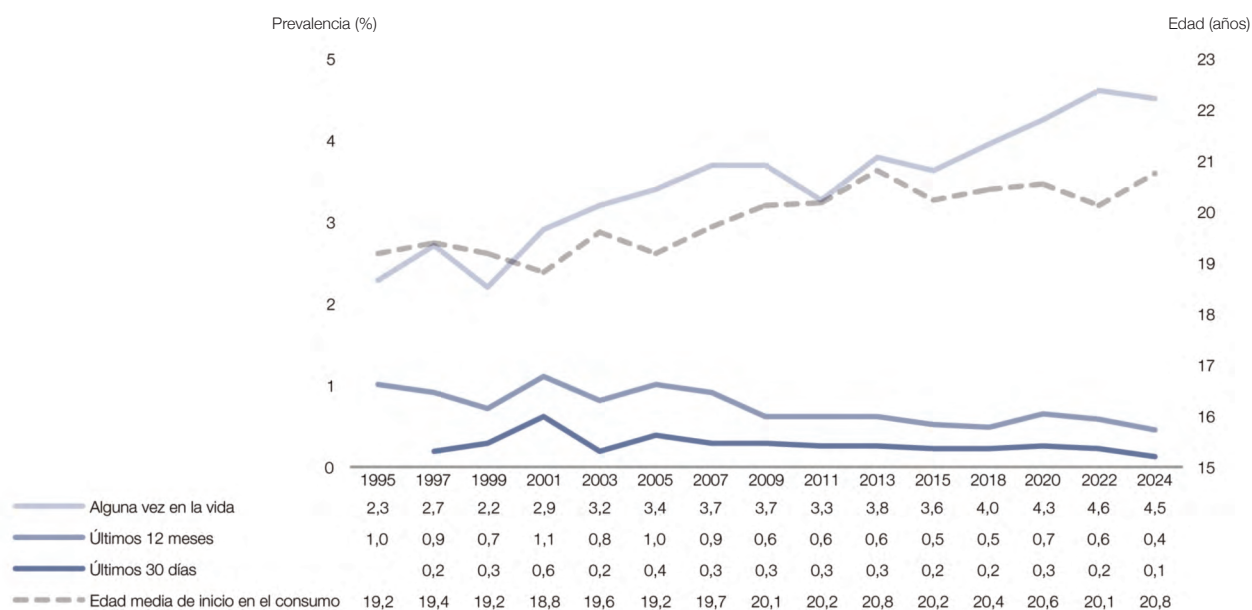 Prevalencia (%)
Edad (años)
5
23
22
4
21
20
3
19
2
18
17
1
16
0
15
1995 1997 1999 2001 2003 2005 2007 2009 2011 2013 2015 2018 2020 2022 2024
Alguna vez en la vida 2,3 2,7 2,2 2,9 3,2 3,4 3,7 3,7 3,3 3,8 3,6 4,0 4,3 4,6 4,5
Últimos 12 meses 1,0 0,9 0,7 1,1 0,8 1,0 0,9 0,6 0,6 0,6 0,5 0,5 0,7 0,6 0,4
Últimos 30 días 0,2 0,3 0,6 0,2 0,4 0,3 0,3 0,3 0,3 0,2 0,2 0,3 0,2 0,1
Edad media de inicio en el consumo 19,2 19,4 19,2 18,8 19,6 19,2 19,7 20,1 20,2 20,8 20,2 20,4 20,6 20,1 20,8